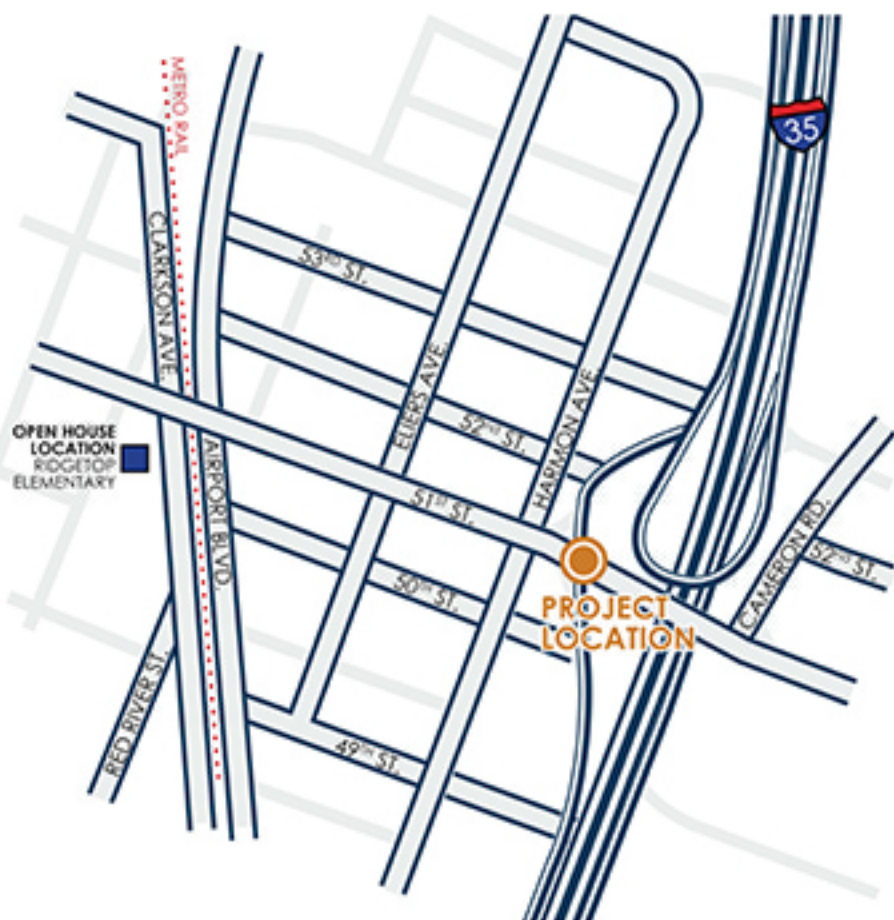 METRO RAIL
35
CLARKSON AVE.
53RD ST.
EILERS AVE.
HARMON AVE.
52ND ST.
OPEN HOUSE
LOCATION
RIDGETOP
ELEMENTARY
AIRPORT BLVD.
51ST ST.
CAMERON RD.
52ND ST.
50TH ST.
PROJECT
LOCATION
RED RIVER ST.
49TH ST.